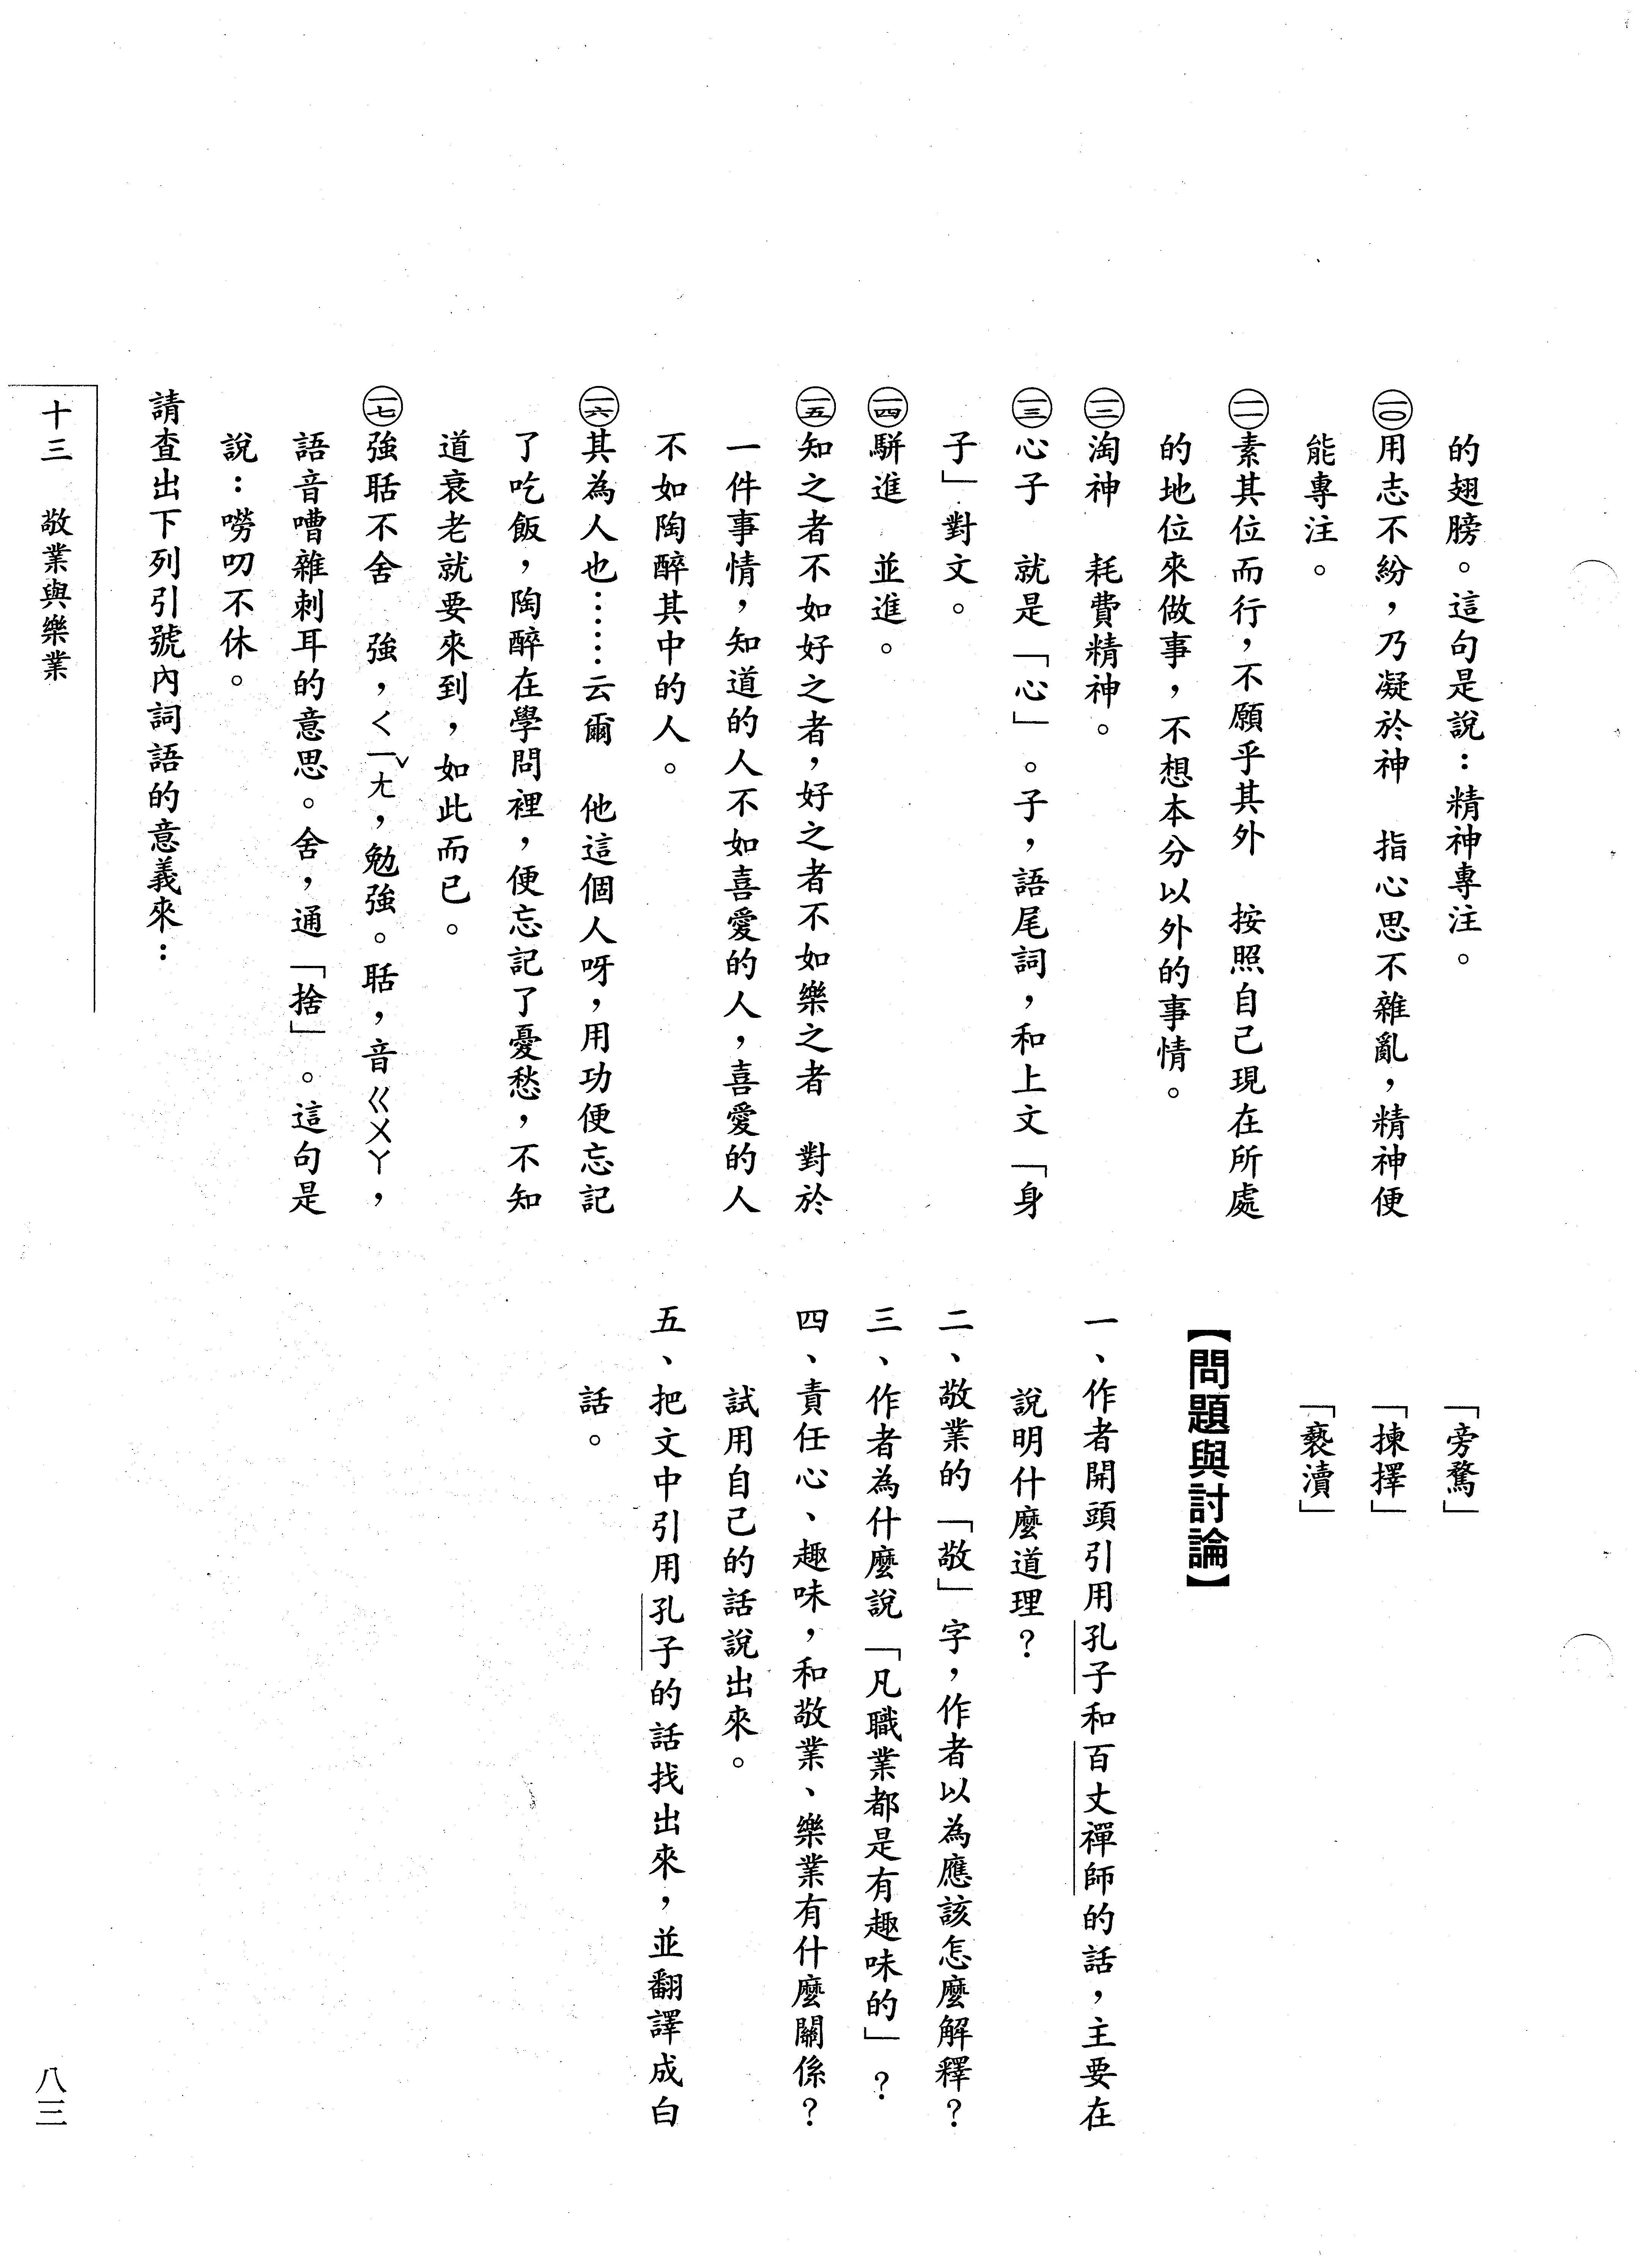 的翅膀。這句是說：精神專注。
㊀〇用志不紛，乃凝於神　指心思不雜亂，精神便
能專注。
㊀一素其位而行，不願乎其外　按照自己現在所處
的地位來做事，不想本分以外的事情。
㊀二淘神　耗費精神。
㊀三心子　就是「心」。子，語尾詞，和上文「身
子」對文。
㊀四駢進　並進。
㊀五知之者不如好之者，好之者不如樂之者　對於
一件事情，知道的人不如喜愛的人，喜愛的人
不如陶醉其中的人。
㊀六其為人也……云爾　他這個人呀，用功便忘記
了吃飯，陶醉在學問裡，便忘記了憂愁，不知
道衰老就要來到，如此而已。
㊀七強聒不舍　強，ㄑㄧㄤˇ，勉強。聒，音ㄍㄨㄚ，
語音嘈雜刺耳的意思。舍，通「捨」。這句是
說：嘮叨不休。
請查出下列引號內詞語的意義來：
「旁騖」
「揀擇」
「褻瀆」
【問題與討論】
一、作者開頭引用孔子和百丈禪師的話，主要在
說明什麼道理？
二、敬業的「敬」字，作者以為應該怎麼解釋？
三、作者為什麼說「凡職業都是有趣味的」？
四、責任心、趣味，和敬業、樂業有什麼關係？
試用自己的話說出來。
五、把文中引用孔子的話找出來，並翻譯成白
話。
十三　敬業與樂業
八三